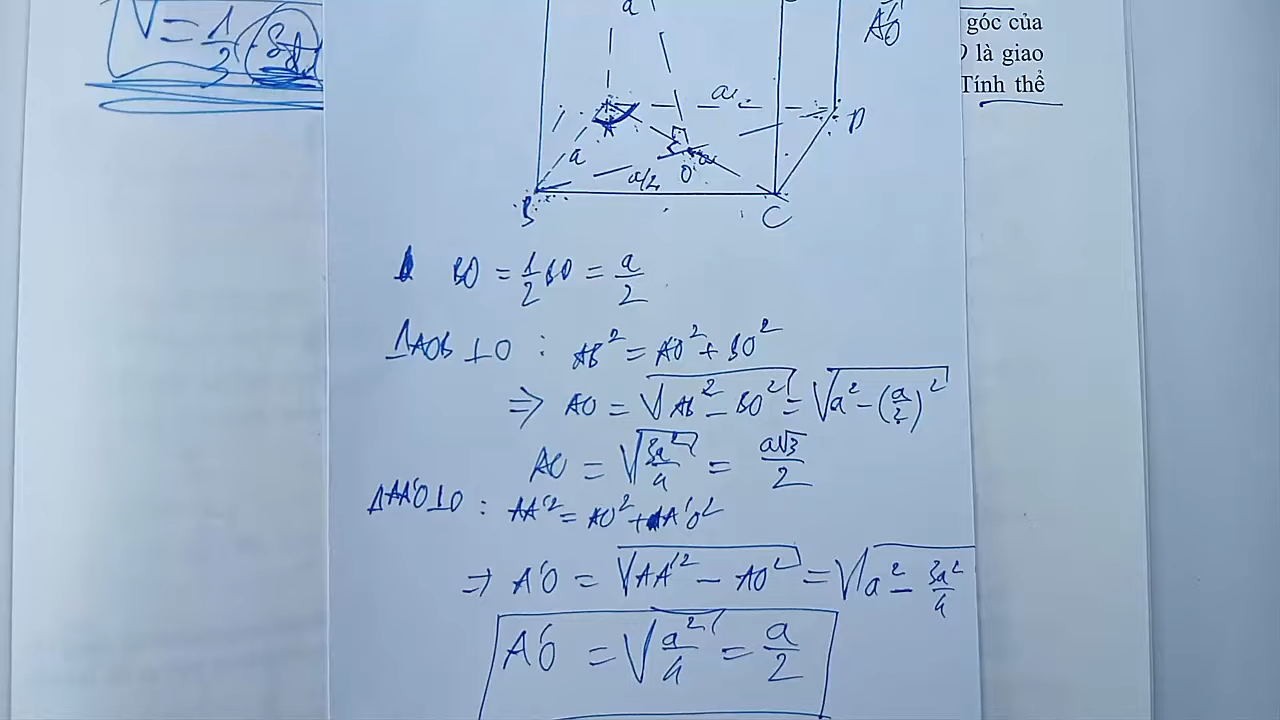 V = 1/3 Sđ
góc của
là giao
Tính thể
a
A'O
a
a
D
a/2
O
a
B
C
BO = 1/2 BD = a/2
ΔAOB ⊥ O : AB² = AO² + BO²
⇒ AO = √(AB² - BO²) = √(a² - (a/2)²)
AO = √(3a²/4) = a√3/2
ΔAA'O ⊥ O : AA'² = AO² + A'O²
⇒ A'O = √(AA'² - AO²) = √(a² - 3a²/4)
A'O = √(a²/4) = a/2